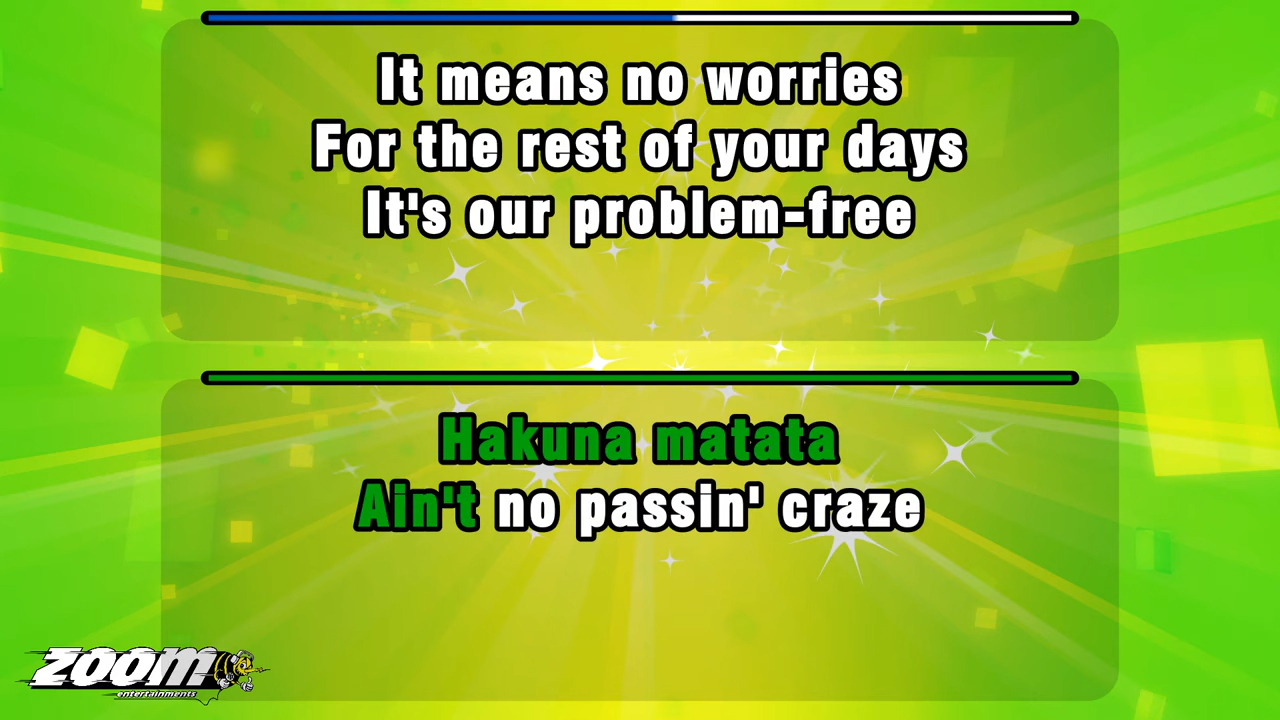 It means no worries
For the rest of your days
It's our problem-free
Hakuna matata
Ain't no passin' craze
zoom
entertainments